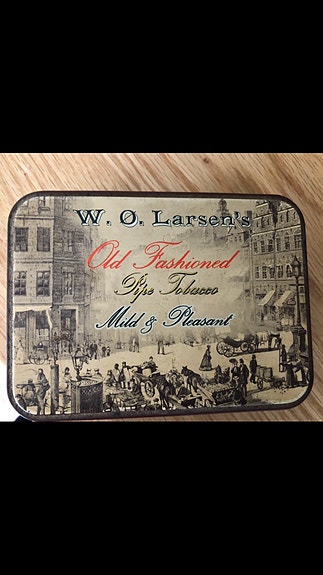 W. Ø. Larsen's
Old Fashioned
Pipe Tobacco
Mild & Pleasant